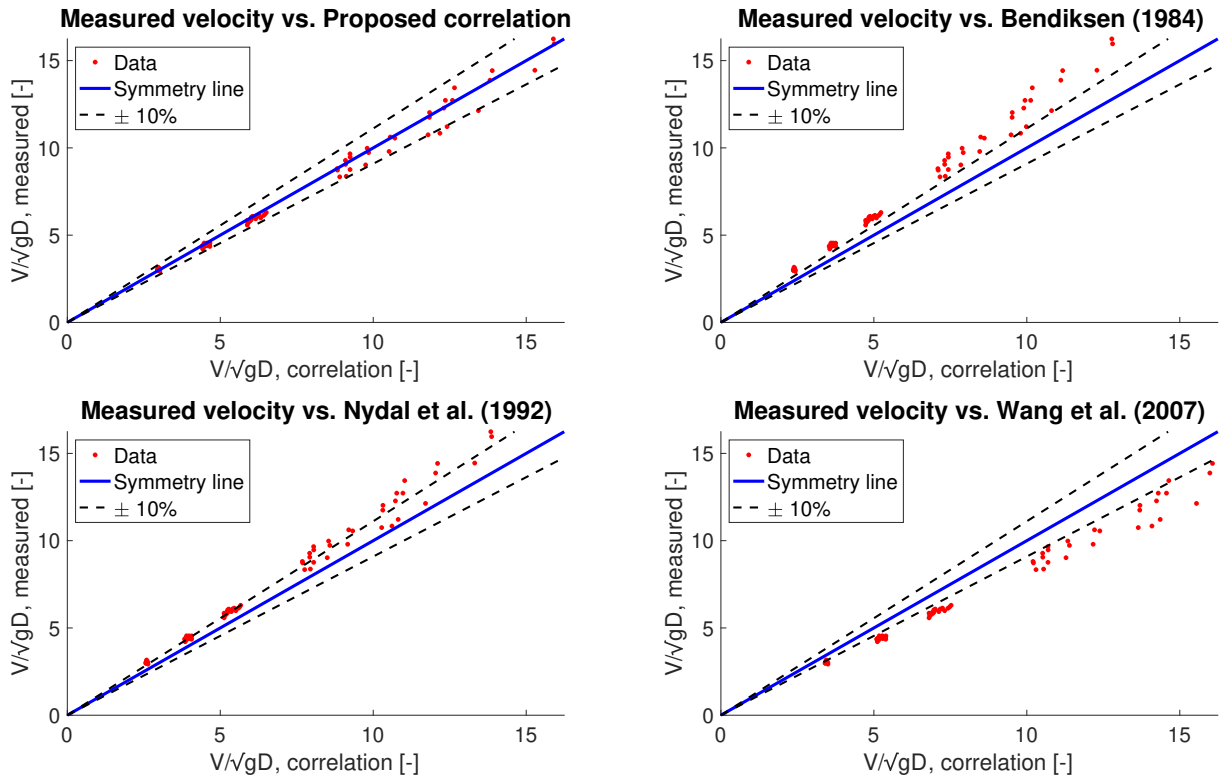 Measured velocity vs. Proposed correlation
Data
Symmetry line
± 10%
15
10
5
0
V/√gD, measured [-]
0 5 10 15
V/√gD, correlation [-]
Measured velocity vs. Bendiksen (1984)
Data
Symmetry line
± 10%
15
10
5
0
V/√gD, measured [-]
0 5 10 15
V/√gD, correlation [-]
Measured velocity vs. Nydal et al. (1992)
Data
Symmetry line
± 10%
15
10
5
0
V/√gD, measured [-]
0 5 10 15
V/√gD, correlation [-]
Measured velocity vs. Wang et al. (2007)
Data
Symmetry line
± 10%
15
10
5
0
V/√gD, measured [-]
0 5 10 15
V/√gD, correlation [-]